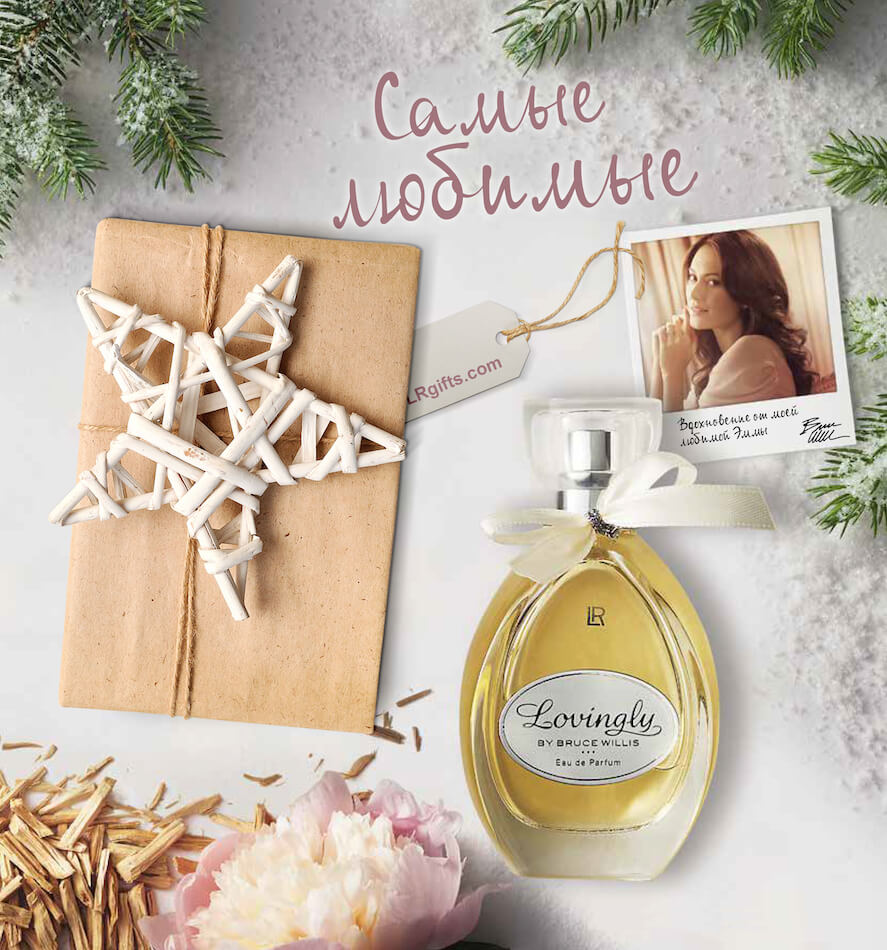 Самые
любимые
LRgifts.com
Вдохновение от моей
любимой Эммы
LR
Lovingly
BY BRUCE WILLIS
Eau de Parfum